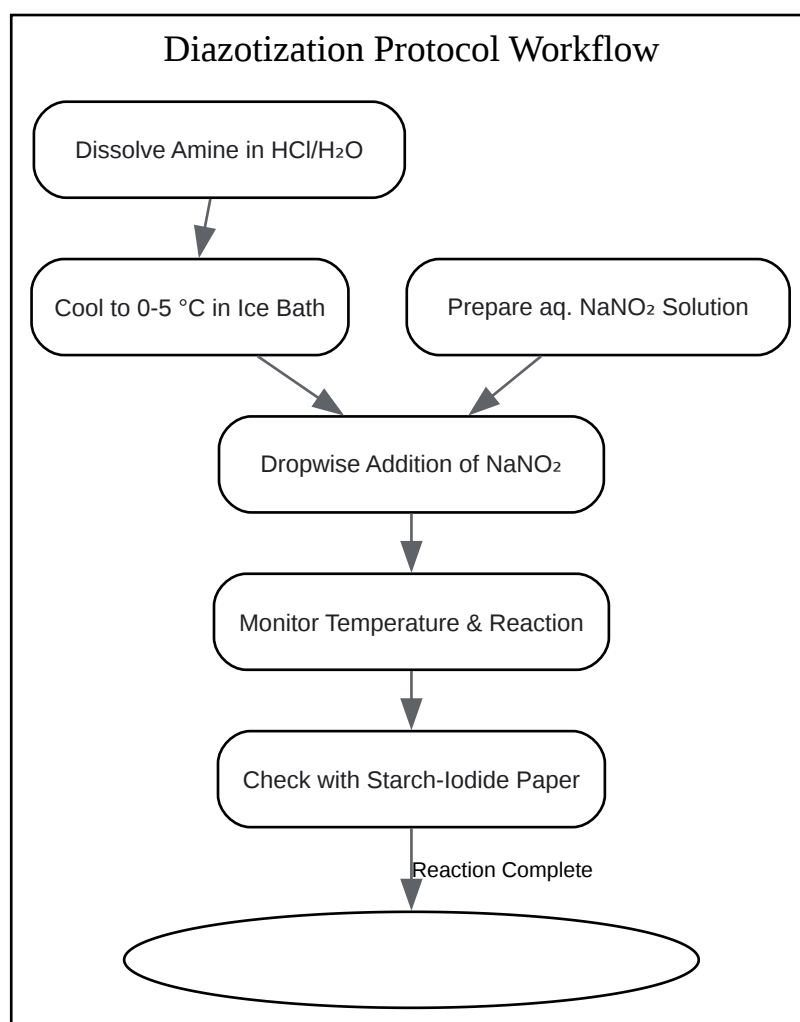 Diazotization Protocol Workflow
Dissolve Amine in HCl/H₂O
Cool to 0-5 °C in Ice Bath
Prepare aq. NaNO₂ Solution
Dropwise Addition of NaNO₂
Monitor Temperature & Reaction
Check with Starch-Iodide Paper
Reaction Complete